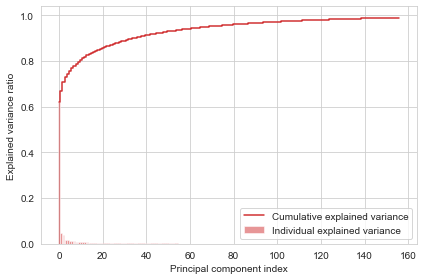 1.0
0.8
0.6
0.4
0.2
0.0
Explained variance ratio
Cumulative explained variance
Individual explained variance
0 20 40 60 80 100 120 140 160
Principal component index